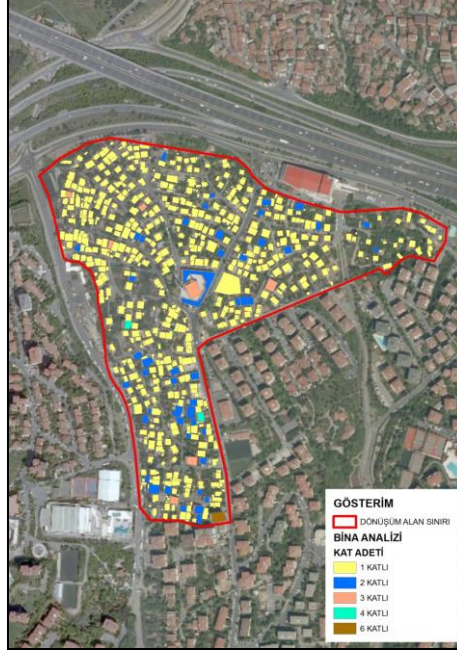 GÖSTERİM
DÖNÜŞÜM ALAN SINIRI
BİNA ANALİZİ
KAT ADETİ
1 KATLI
2 KATLI
3 KATLI
4 KATLI
6 KATLI